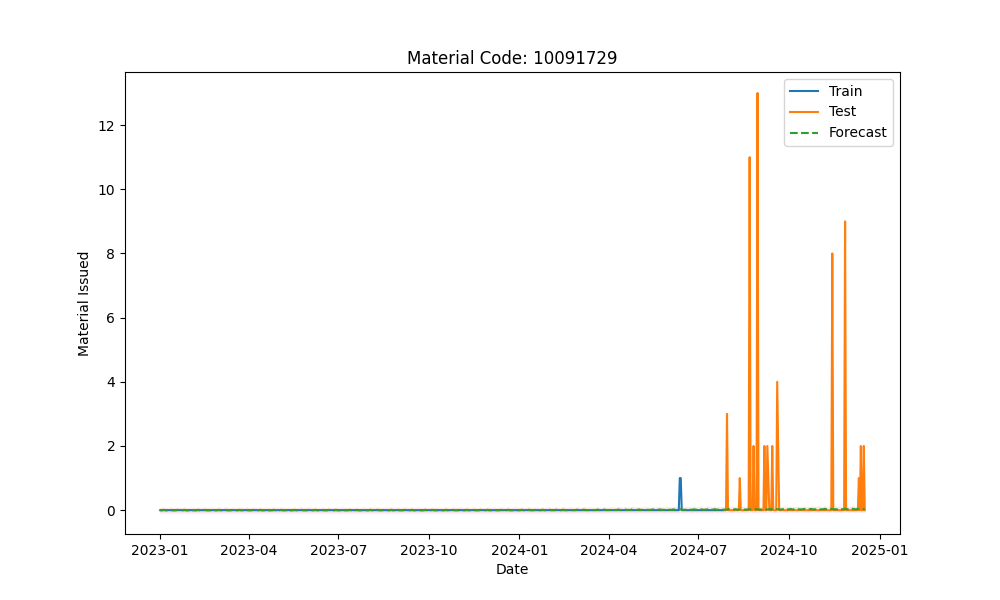 Material Code: 10091729
Train
Test
Forecast
Material Issued
12
10
8
6
4
2
0
2023-01 2023-04 2023-07 2023-10 2024-01 2024-04 2024-07 2024-10 2025-01
Date